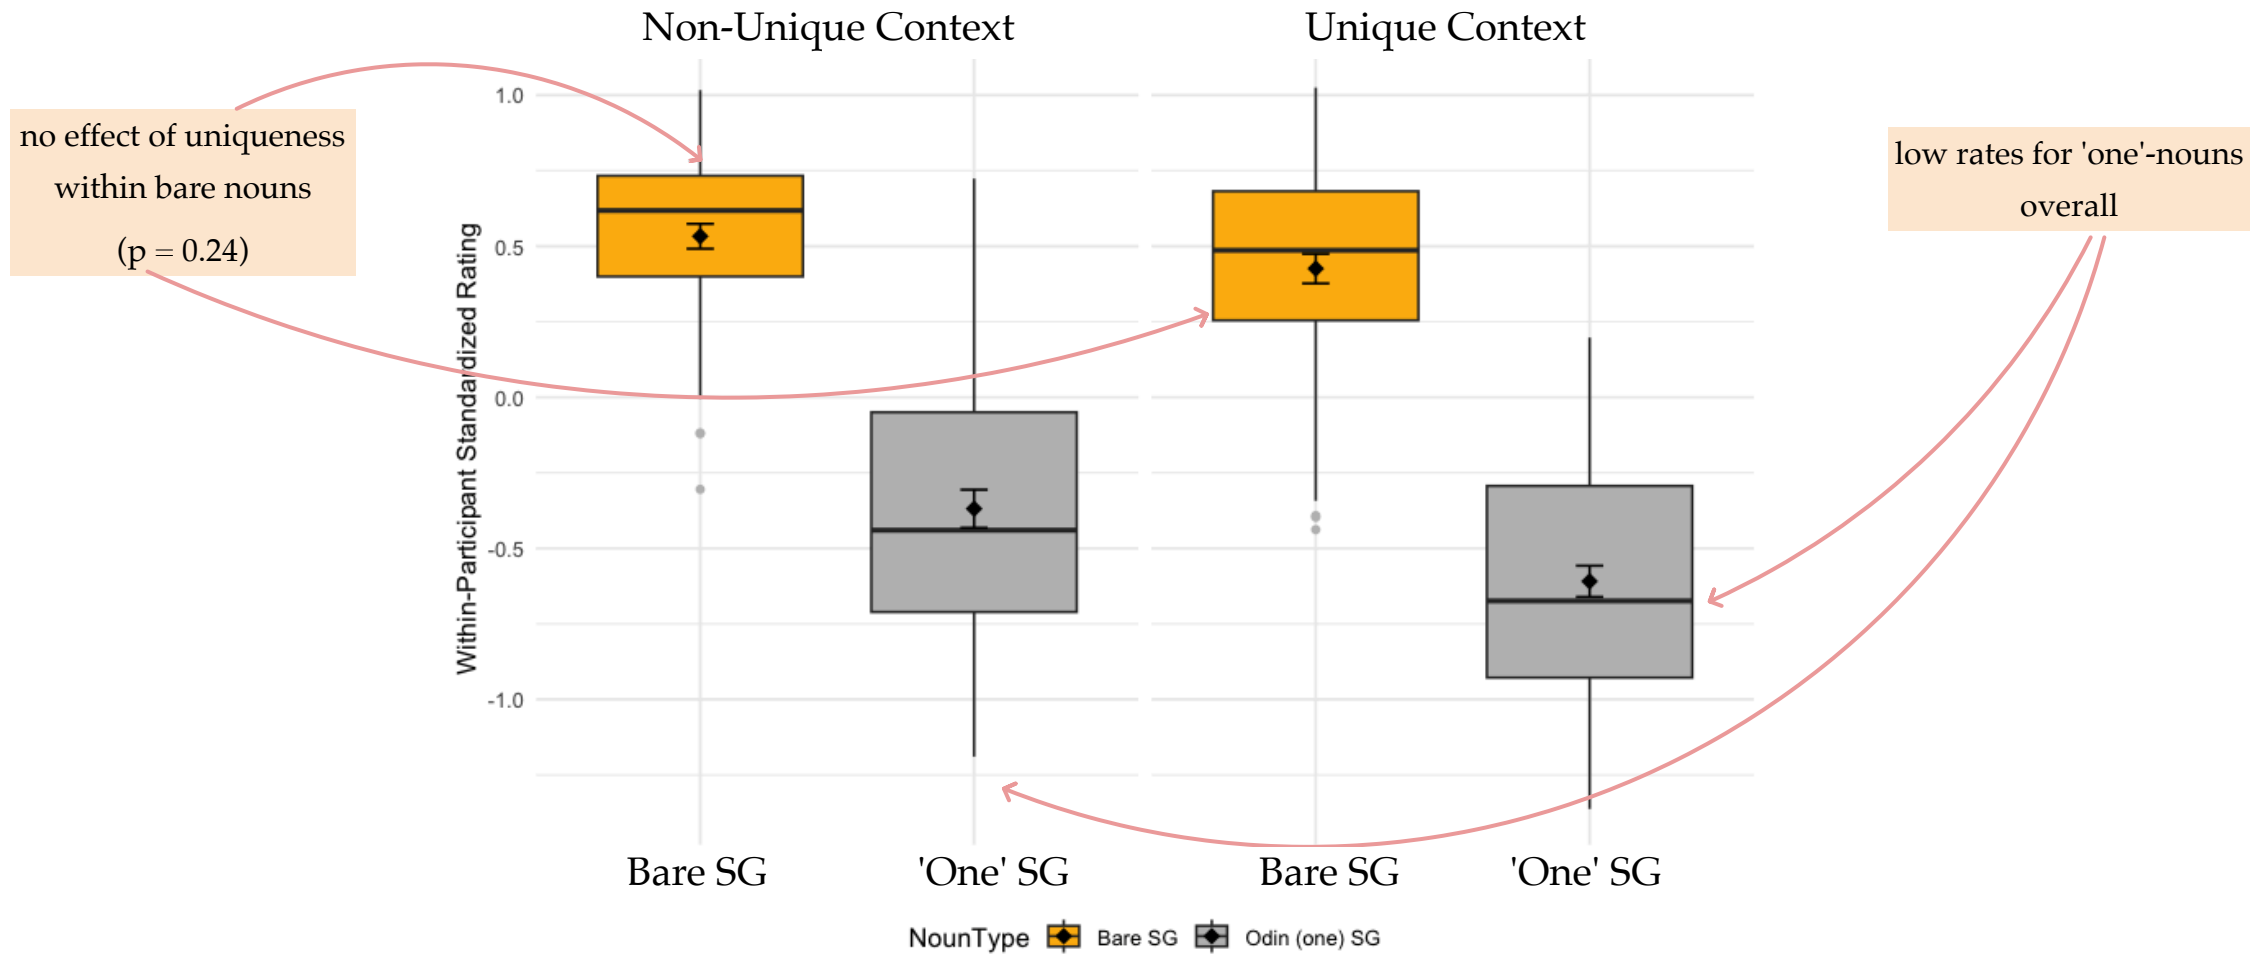 Non-Unique Context
Unique Context
no effect of uniqueness
within bare nouns
(p = 0.24)
low rates for 'one'-nouns
overall
Within-Participant Standardized Rating
1.0
0.5
0.0
-0.5
-1.0
Bare SG
'One' SG
Bare SG
'One' SG
NounType Bare SG Odin (one) SG